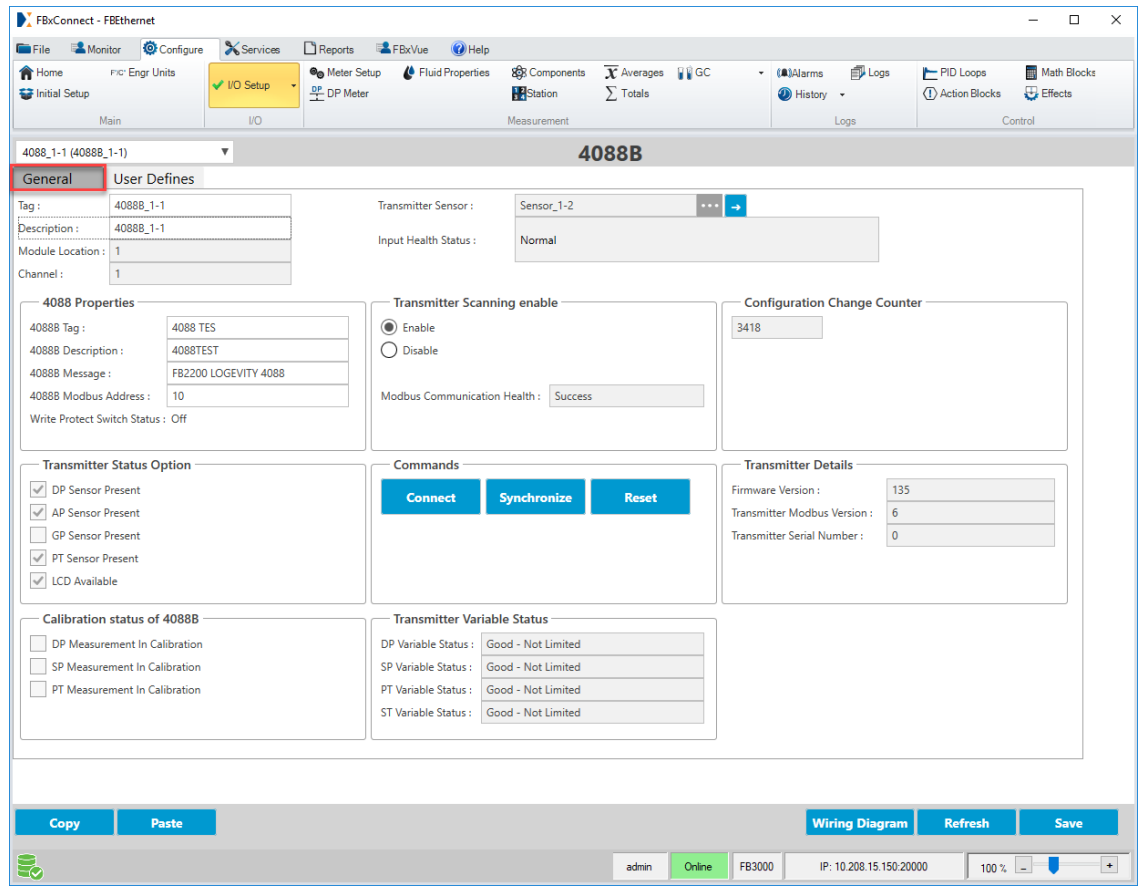 FBxConnect - FBEthernet
File Monitor Configure Services Reports FBxVue Help
Home Engr Units I/O Setup Meter Setup Fluid Properties Components Averages GC Alarms Logs PID Loops Math Blocks
Initial Setup DP Meter Station Totals History Action Blocks Effects
Main I/O Measurement Logs Control
4088_1-1 (4088B_1-1) 4088B
General User Defines
Tag : 4088B_1-1 Transmitter Sensor : Sensor_1-2 ...
Description : 4088B_1-1
Input Health Status : Normal
Module Location : 1
Channel : 1
4088 Properties Transmitter Scanning enable Configuration Change Counter
4088B Tag : 4088 TES Enable 3418
4088B Description : 4088TEST Disable
4088B Message : FB2200 LOGEVITY 4088
4088B Modbus Address : 10 Modbus Communication Health : Success
Write Protect Switch Status : Off
Transmitter Status Option Commands Transmitter Details
DP Sensor Present Connect Synchronize Reset Firmware Version : 135
AP Sensor Present Transmitter Modbus Version : 6
GP Sensor Present Transmitter Serial Number : 0
PT Sensor Present
LCD Available
Calibration status of 4088B Transmitter Variable Status
DP Measurement In Calibration DP Variable Status : Good - Not Limited
SP Measurement In Calibration SP Variable Status : Good - Not Limited
PT Measurement In Calibration PT Variable Status : Good - Not Limited
ST Variable Status : Good - Not Limited
Copy Paste Wiring Diagram Refresh Save
admin Online FB3000 IP: 10.208.15.150:20000 100 % - +